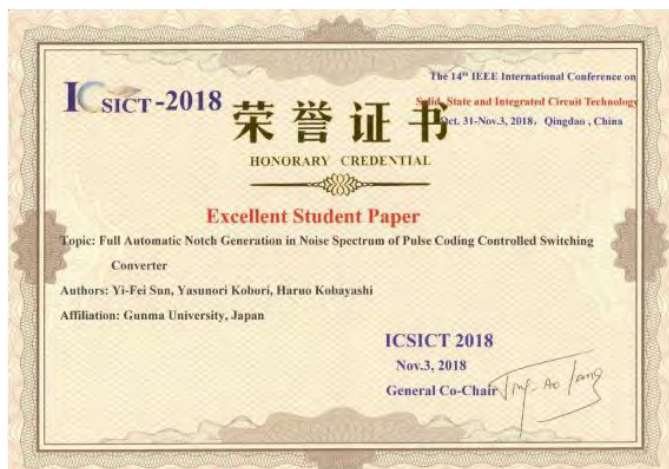 ICSICT-2018
The 14th IEEE International Conference on
Solid-State and Integrated Circuit Technology
Oct. 31-Nov.3, 2018, Qingdao, China
荣誉证书
HONORARY CREDENTIAL
Excellent Student Paper
Topic: Full Automatic Notch Generation in Noise Spectrum of Pulse Coding Controlled Switching
Converter
Authors: Yi-Fei Sun, Yasunori Kobori, Haruo Kobayashi
Affiliation: Gunma University, Japan
ICSICT 2018
Nov.3, 2018
General Co-Chair